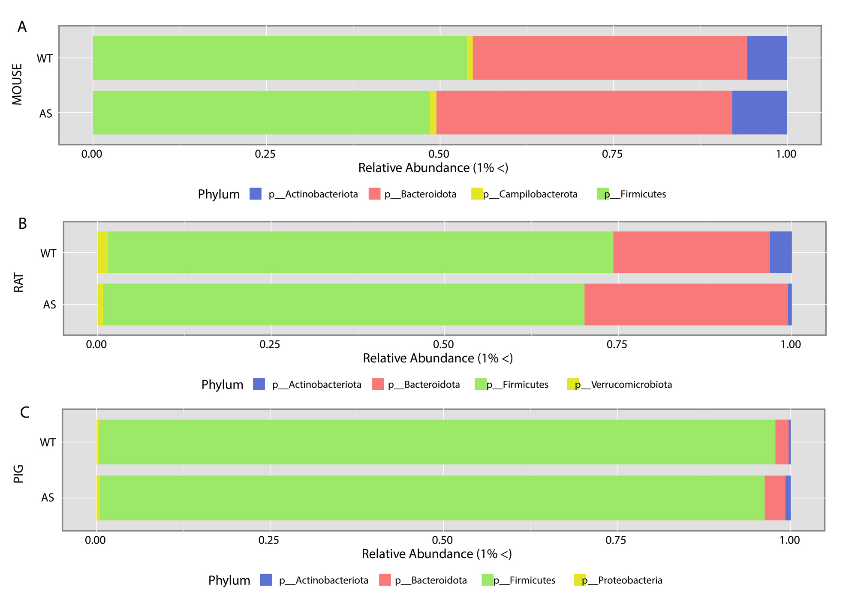 A
MOUSE
WT
AS
0.00 0.25 0.50 0.75 1.00
Relative Abundance (1% <)
Phylum p__Actinobacteriota p__Bacteroidota p__Campilobacterota p__Firmicutes
B
RAT
WT
AS
0.00 0.25 0.50 0.75 1.00
Relative Abundance (1% <)
Phylum p__Actinobacteriota p__Bacteroidota p__Firmicutes p__Verrucomicrobiota
C
PIG
WT
AS
0.00 0.25 0.50 0.75 1.00
Relative Abundance (1% <)
Phylum p__Actinobacteriota p__Bacteroidota p__Firmicutes p__Proteobacteria